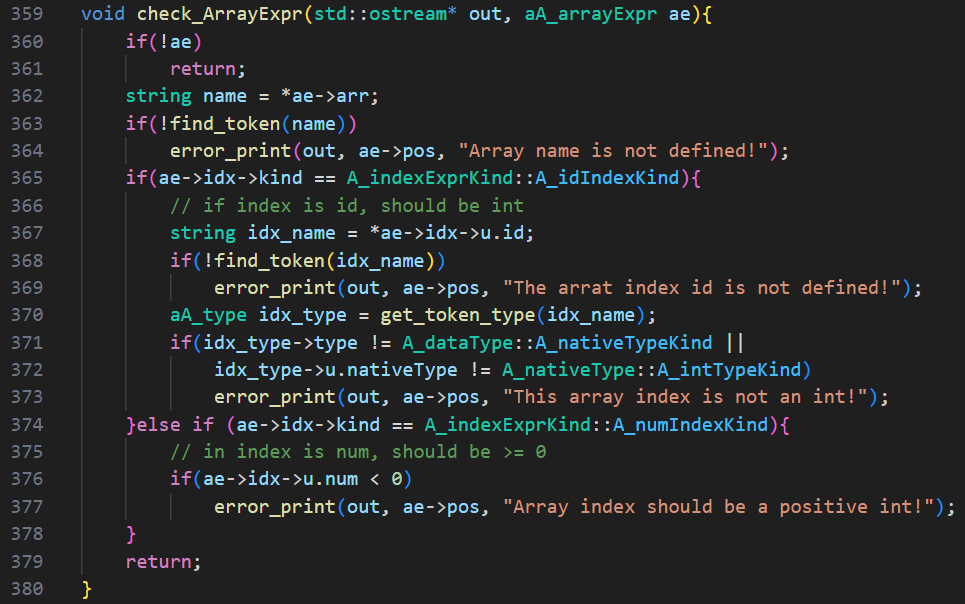 359 void check_ArrayExpr(std::ostream* out, aA_arrayExpr ae){
360     if(!ae)
361         return;
362     string name = *ae->arr;
363     if(!find_token(name))
364         error_print(out, ae->pos, "Array name is not defined!");
365     if(ae->idx->kind == A_indexExprKind::A_idIndexKind){
366         // if index is id, should be int
367         string idx_name = *ae->idx->u.id;
368         if(!find_token(idx_name))
369             error_print(out, ae->pos, "The arrat index id is not defined!");
370         aA_type idx_type = get_token_type(idx_name);
371         if(idx_type->type != A_dataType::A_nativeTypeKind ||
372             idx_type->u.nativeType != A_nativeType::A_intTypeKind)
373             error_print(out, ae->pos, "This array index is not an int!");
374     }else if (ae->idx->kind == A_indexExprKind::A_numIndexKind){
375         // in index is num, should be >= 0
376         if(ae->idx->u.num < 0)
377             error_print(out, ae->pos, "Array index should be a positive int!");
378     }
379     return;
380 }